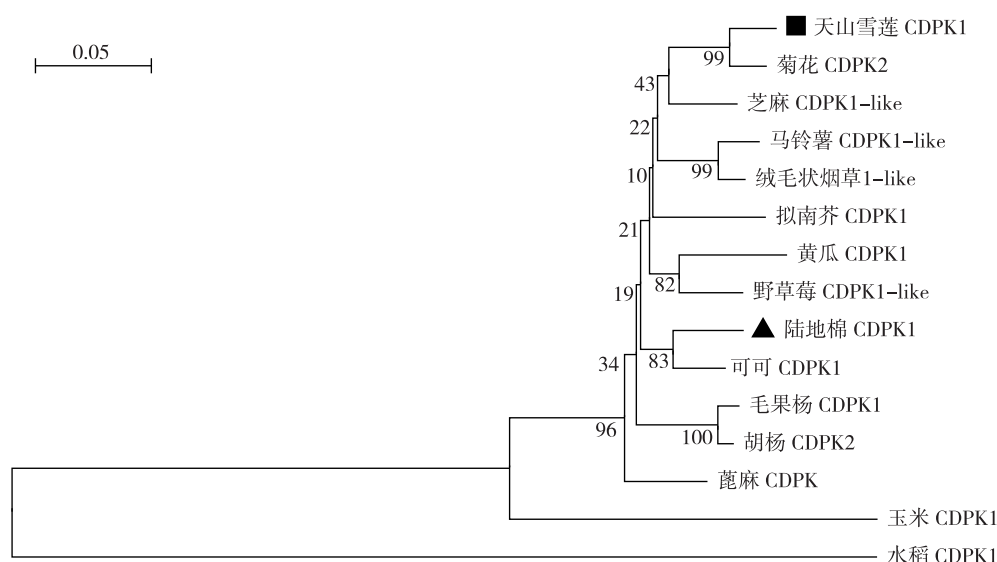 天山雪莲 CDPK1
0.05
99
菊花 CDPK2
43
芝麻 CDPK1-like
22
马铃薯 CDPK1-like
99
绒毛状烟草1-like
10
拟南芥 CDPK1
21
黄瓜 CDPK1
82
野草莓 CDPK1-like
19
陆地棉 CDPK1
83
34
可可 CDPK1
毛果杨 CDPK1
96
100
胡杨 CDPK2
蓖麻 CDPK
玉米 CDPK1
水稻 CDPK1